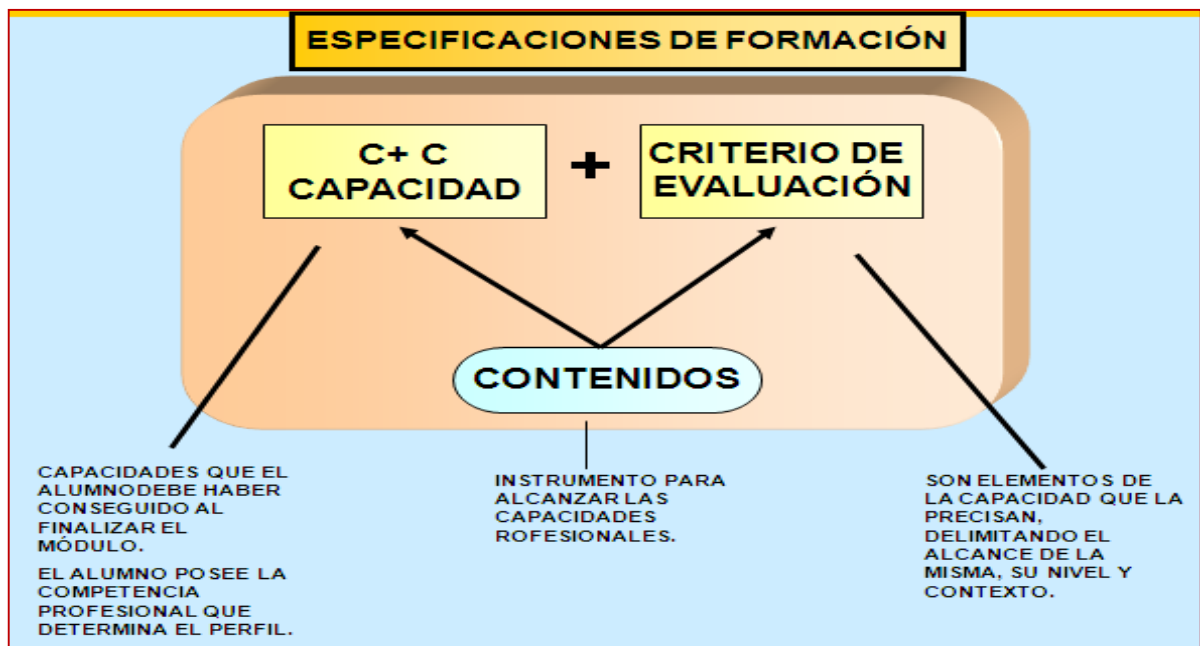 ESPECIFICACIONES DE FORMACIÓN
C+ C
CAPACIDAD
+
CRITERIO DE
EVALUACIÓN
CONTENIDOS
CAPACIDADES QUE EL
ALUMNODEBE HABER
CONSEGUIDO AL
FINALIZAR EL
MÓDULO.
EL ALUMNO POSEE LA
COMPETENCIA
PROFESIONAL QUE
DETERMINA EL PERFIL.
INSTRUMENTO PARA
ALCANZAR LAS
CAPACIDADES
ROFESIONALES.
SON ELEMENTOS DE
LA CAPACIDAD QUE LA
PRECISAN,
DELIMITANDO EL
ALCANCE DE LA
MISMA, SU NIVEL Y
CONTEXTO.